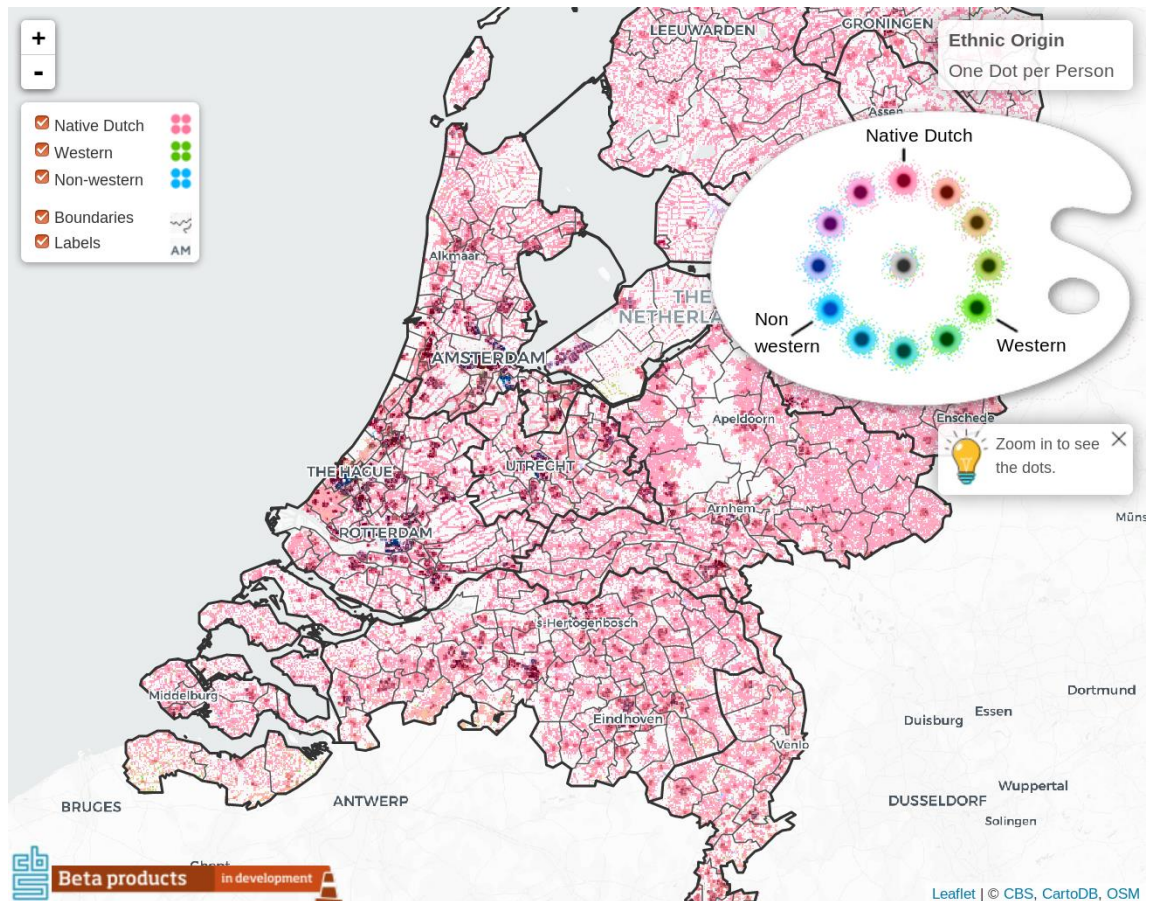 +
-
Native Dutch
Western
Non-western
Boundaries
Labels
AM
Ethnic Origin
One Dot per Person
Native Dutch
Non
western
Western
Zoom in to see
the dots.
LEEUWARDEN
GRONINGEN
Assen
Alkmaar
THE
NETHERLA
AMSTERDAM
Apeldoorn
Enschede
THE HAGUE
UTRECHT
Arnhem
Müns
ROTTERDAM
's-Hertogenbosch
Middelburg
Eindhoven
Dortmund
Duisburg
Essen
Venlo
Wuppertal
BRUGES
ANTWERP
DUSSELDORF
Solingen
Ghent
cbs
Beta products
in development
Leaflet | © CBS, CartoDB, OSM